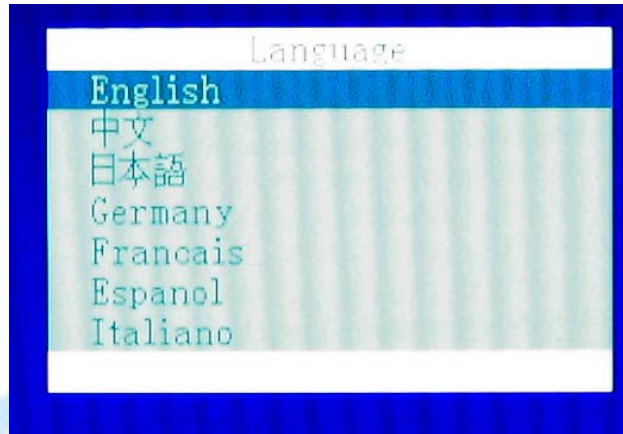 Language
English
中文
日本語
Germany
Francais
Espanol
Italiano